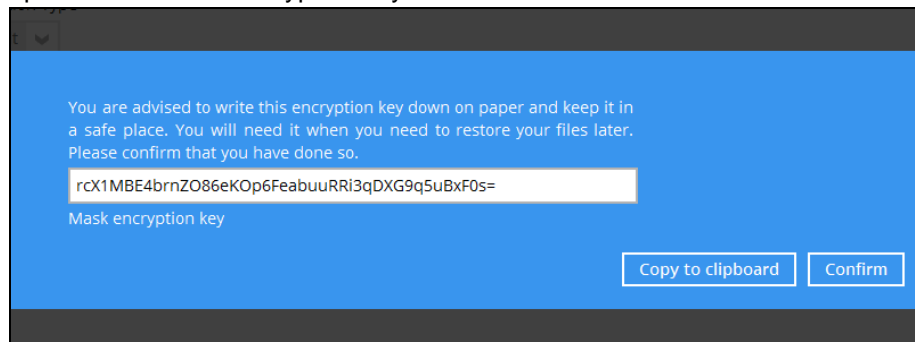 You are advised to write this encryption key down on paper and keep it in
a safe place. You will need it when you need to restore your files later.
Please confirm that you have done so.
rcX1MBE4brnZO86eKOp6FeabuuRRi3qDXG9q5uBxF0s=
Mask encryption key
Copy to clipboard Confirm